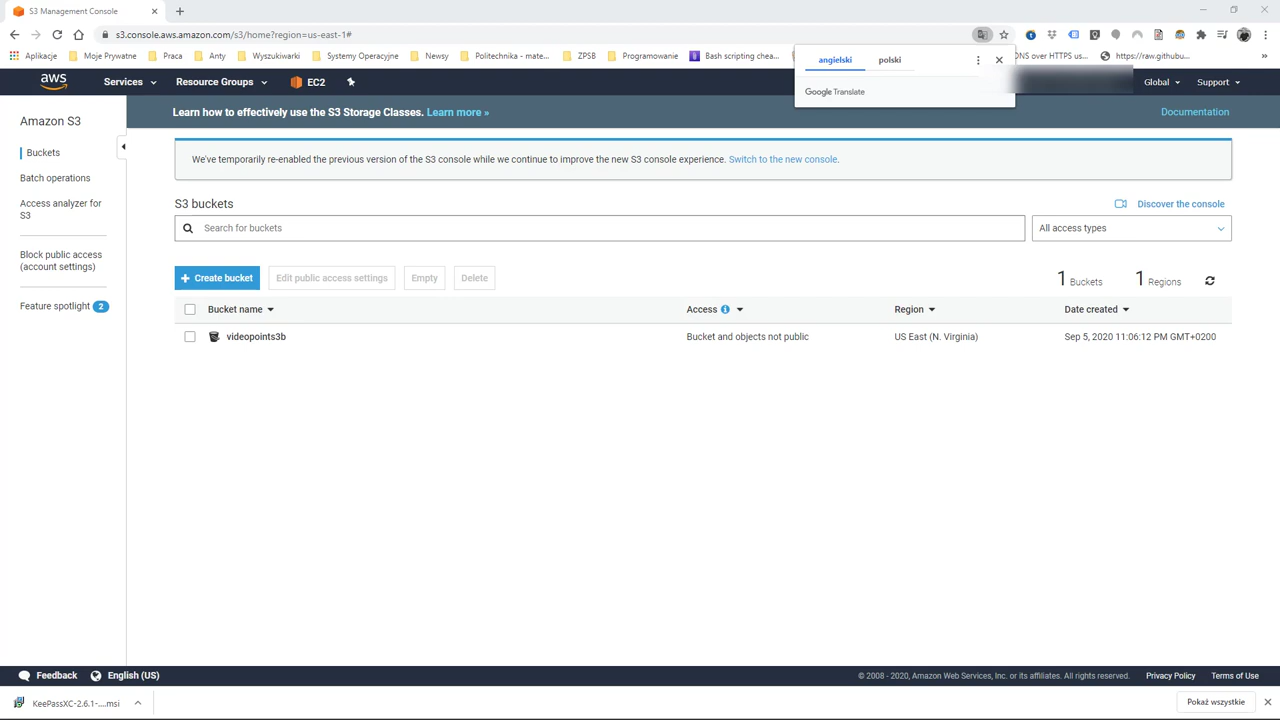 S3 Management Console
s3.console.aws.amazon.com/s3/home?region=us-east-1#
Aplikacje Moje Prywatne Praca Anty Wyszukiwarki Systemy Operacyjne Newsy Politechnika - mate... ZPSB Programowanie Bash scripting chea... NS over HTTPS us... https://raw.githubu...
angielski polski
Google Translate
aws Services Resource Groups EC2 Global Support
Amazon S3
Buckets
Batch operations
Access analyzer for
S3
Block public access
(account settings)
Feature spotlight 2
Learn how to effectively use the S3 Storage Classes. Learn more » Documentation
We've temporarily re-enabled the previous version of the S3 console while we continue to improve the new S3 console experience. Switch to the new console.
S3 buckets Discover the console
Search for buckets All access types
+ Create bucket Edit public access settings Empty Delete 1 Buckets 1 Regions
Bucket name Access Region Date created
videopoints3b Bucket and objects not public US East (N. Virginia) Sep 5, 2020 11:06:12 PM GMT+0200
Feedback English (US) © 2008 - 2020, Amazon Web Services, Inc. or its affiliates. All rights reserved. Privacy Policy Terms of Use
KeePassXC-2.6.1-....msi Pokaż wszystkie